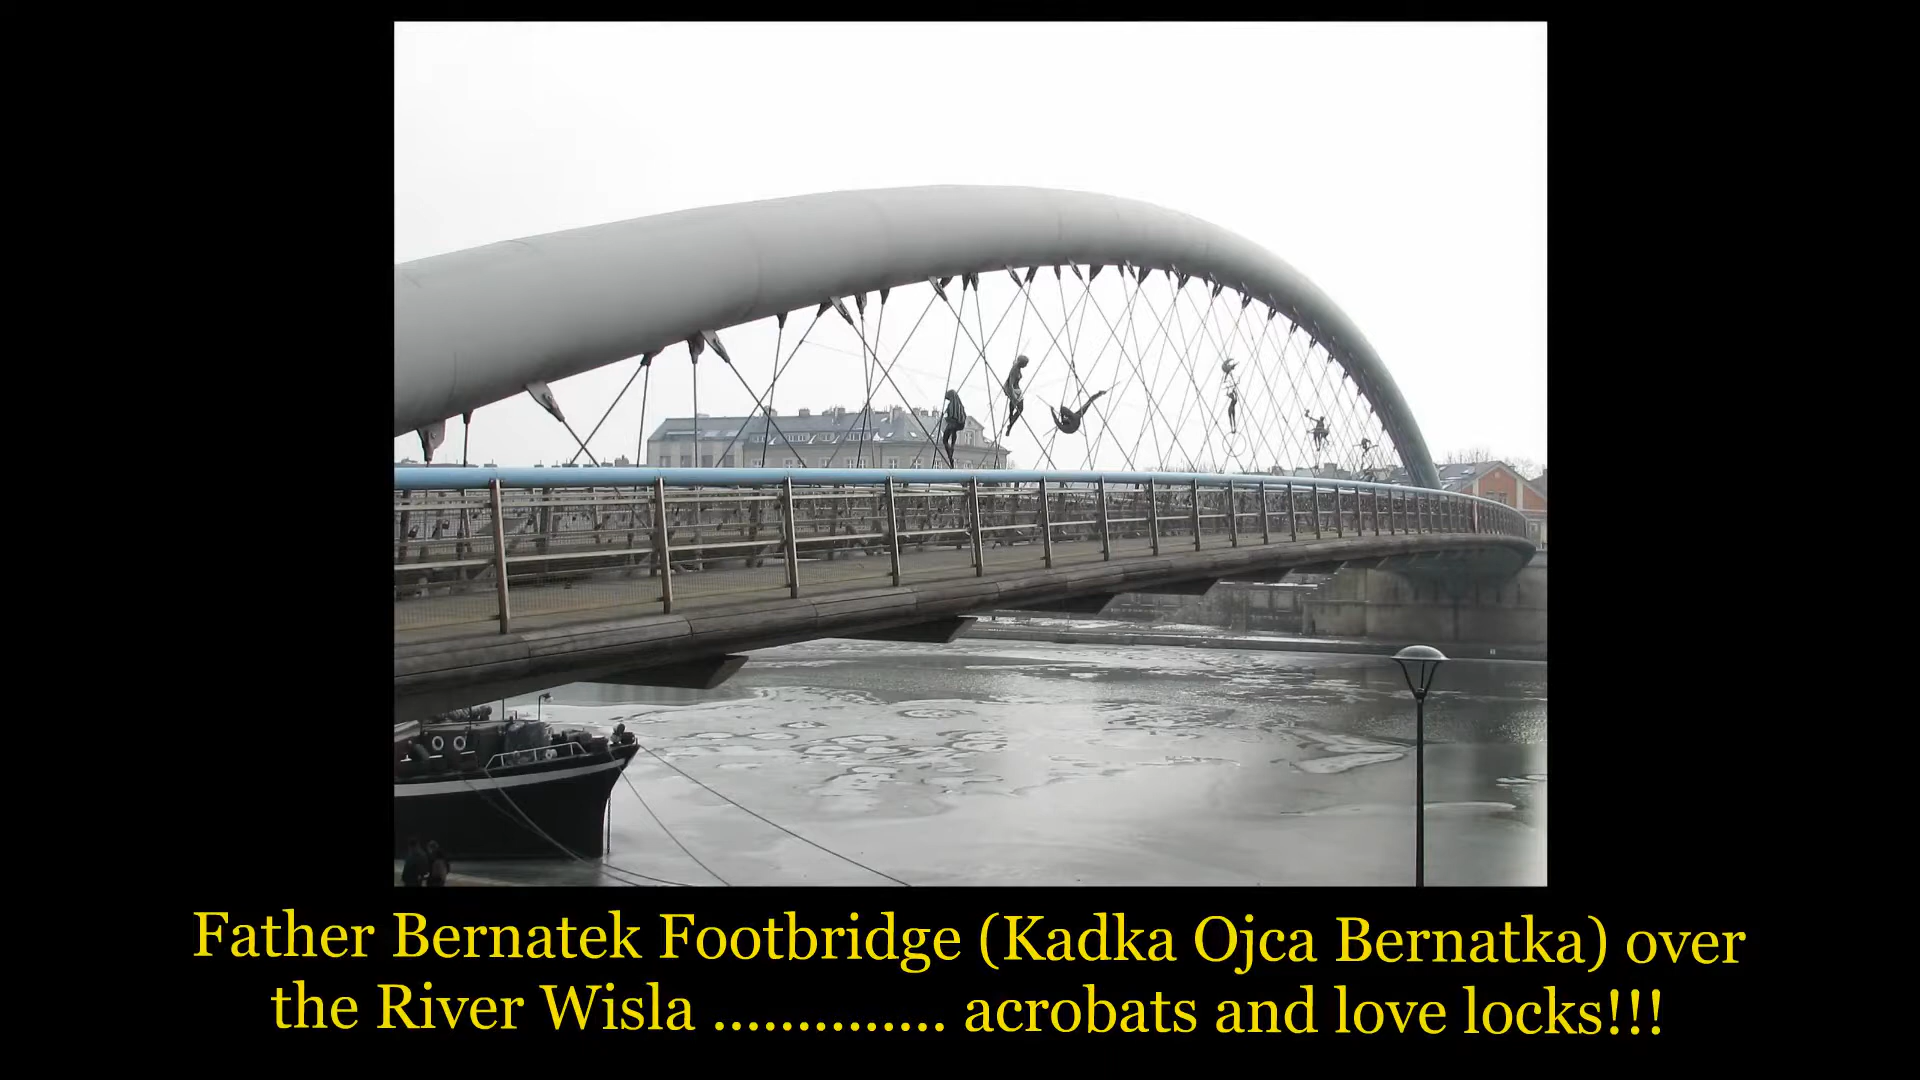 Father Bernatek Footbridge (Kadka Ojca Bernatka) over
the River Wisla .............. acrobats and love locks!!!